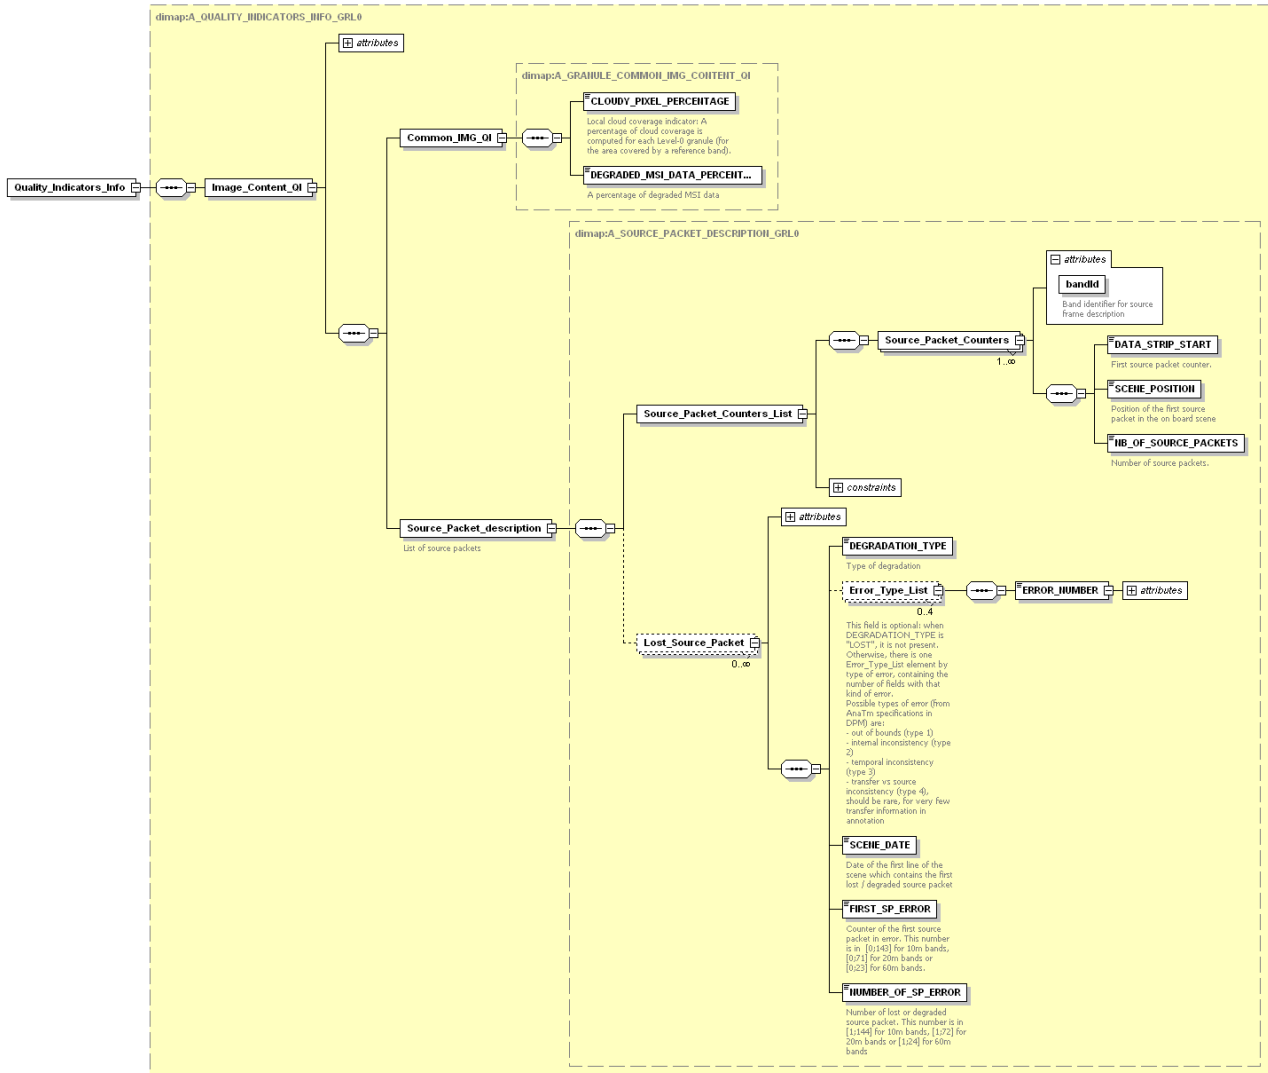 dimap:A_QUALITY_INDICATORS_INFO_GRL0
attributes
dimap:A_GRANULE_COMMON_IMG_CONTENT_QI
CLOUDY_PIXEL_PERCENTAGE
Local cloud coverage indicator: A
percentage of cloud coverage is
computed for each Level-0 granule (for
the area covered by a reference band).
Common_IMG_QI
DEGRADED_MSI_DATA_PERCENT...
A percentage of degraded MSI data
Quality_Indicators_Info
Image_Content_QI
dimap:A_SOURCE_PACKET_DESCRIPTION_GRL0
attributes
bandId
Band identifier for source
frame description
Source_Packet_Counters
1..∞
DATA_STRIP_START
First source packet counter.
SCENE_POSITION
Position of the first source
packet in the on board scene
NB_OF_SOURCE_PACKETS
Number of source packets.
Source_Packet_Counters_List
constraints
Source_Packet_description
List of source packets
attributes
DEGRADATION_TYPE
Type of degradation
Error_Type_List
0..4
ERROR_NUMBER
attributes
This field is optional: when
DEGRADATION_TYPE is
"LOST", it is not present.
Otherwise, there is one
Error_Type_List element by
type of error, containing the
number of fields with that
kind of error.
Possible types of error (from
AnaTm specifications in
DPM) are:
- out of bounds (type 1)
- internal inconsistency (type
2)
- temporal inconsistency
(type 3)
- transfer vs source
inconsistency (type 4),
should be rare, for very few
transfer information in
annotation
Lost_Source_Packet
0..∞
SCENE_DATE
Date of the first line of the
scene which contains the first
lost / degraded source packet
FIRST_SP_ERROR
Counter of the first source
packet in error. This number
is in [0;143] for 10m bands,
[0;71] for 20m bands or
[0;23] for 60m bands.
NUMBER_OF_SP_ERROR
Number of lost or degraded
source packet. This number is in
[1;144] for 10m bands, [1;72] for
20m bands or [1;24] for 60m
bands